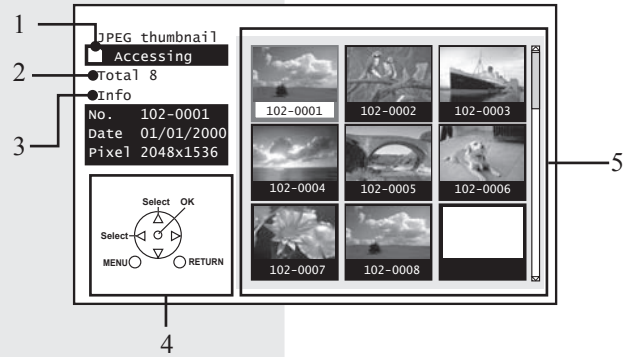 1
JPEG thumbnail
Accessing
2
Total 8
Info
3
No. 102-0001
Date 01/01/2000
Pixel 2048x1536
Select OK
Select
MENU RETURN
4
102-0001 102-0002 102-0003
102-0004 102-0005 102-0006
102-0007 102-0008
5